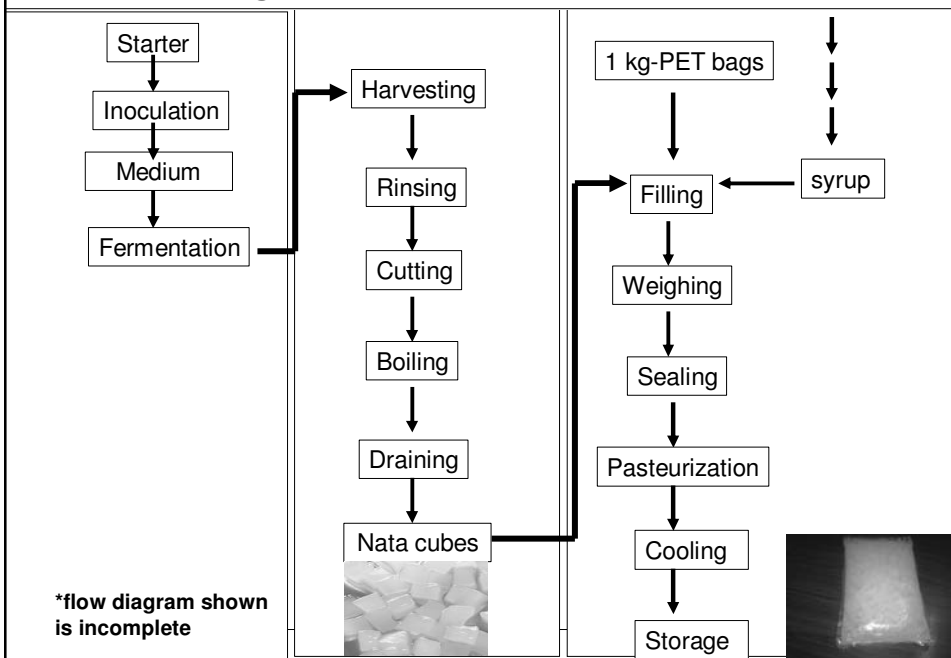 Starter
Inoculation
Medium
Fermentation
*flow diagram shown
is incomplete
Harvesting
Rinsing
Cutting
Boiling
Draining
Nata cubes
1 kg-PET bags
syrup
Filling
Weighing
Sealing
Pasteurization
Cooling
Storage